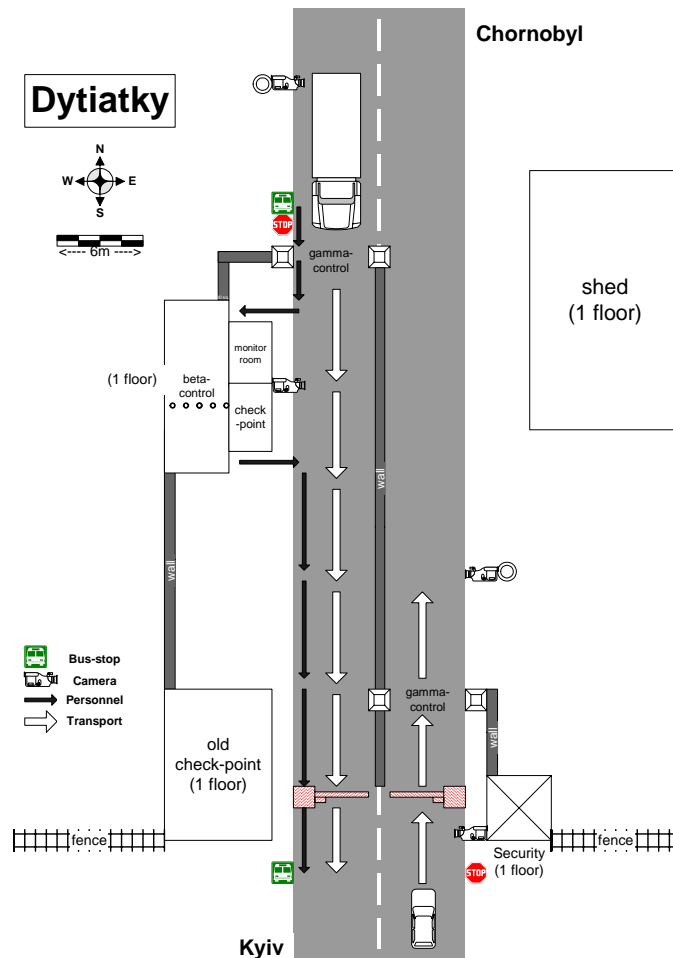 Chornobyl
Dytiatky
N
W
E
S
<---- 6m --->
STOP
gamma-
control
wall
shed
(1 floor)
monitor
room
(1 floor)
beta-
control
check
-point
wall
wall
Bus-stop
Camera
Personnel
Transport
gamma-
control
wall
old
check-point
(1 floor)
fence
Security
(1 floor)
fence
STOP
Kyiv